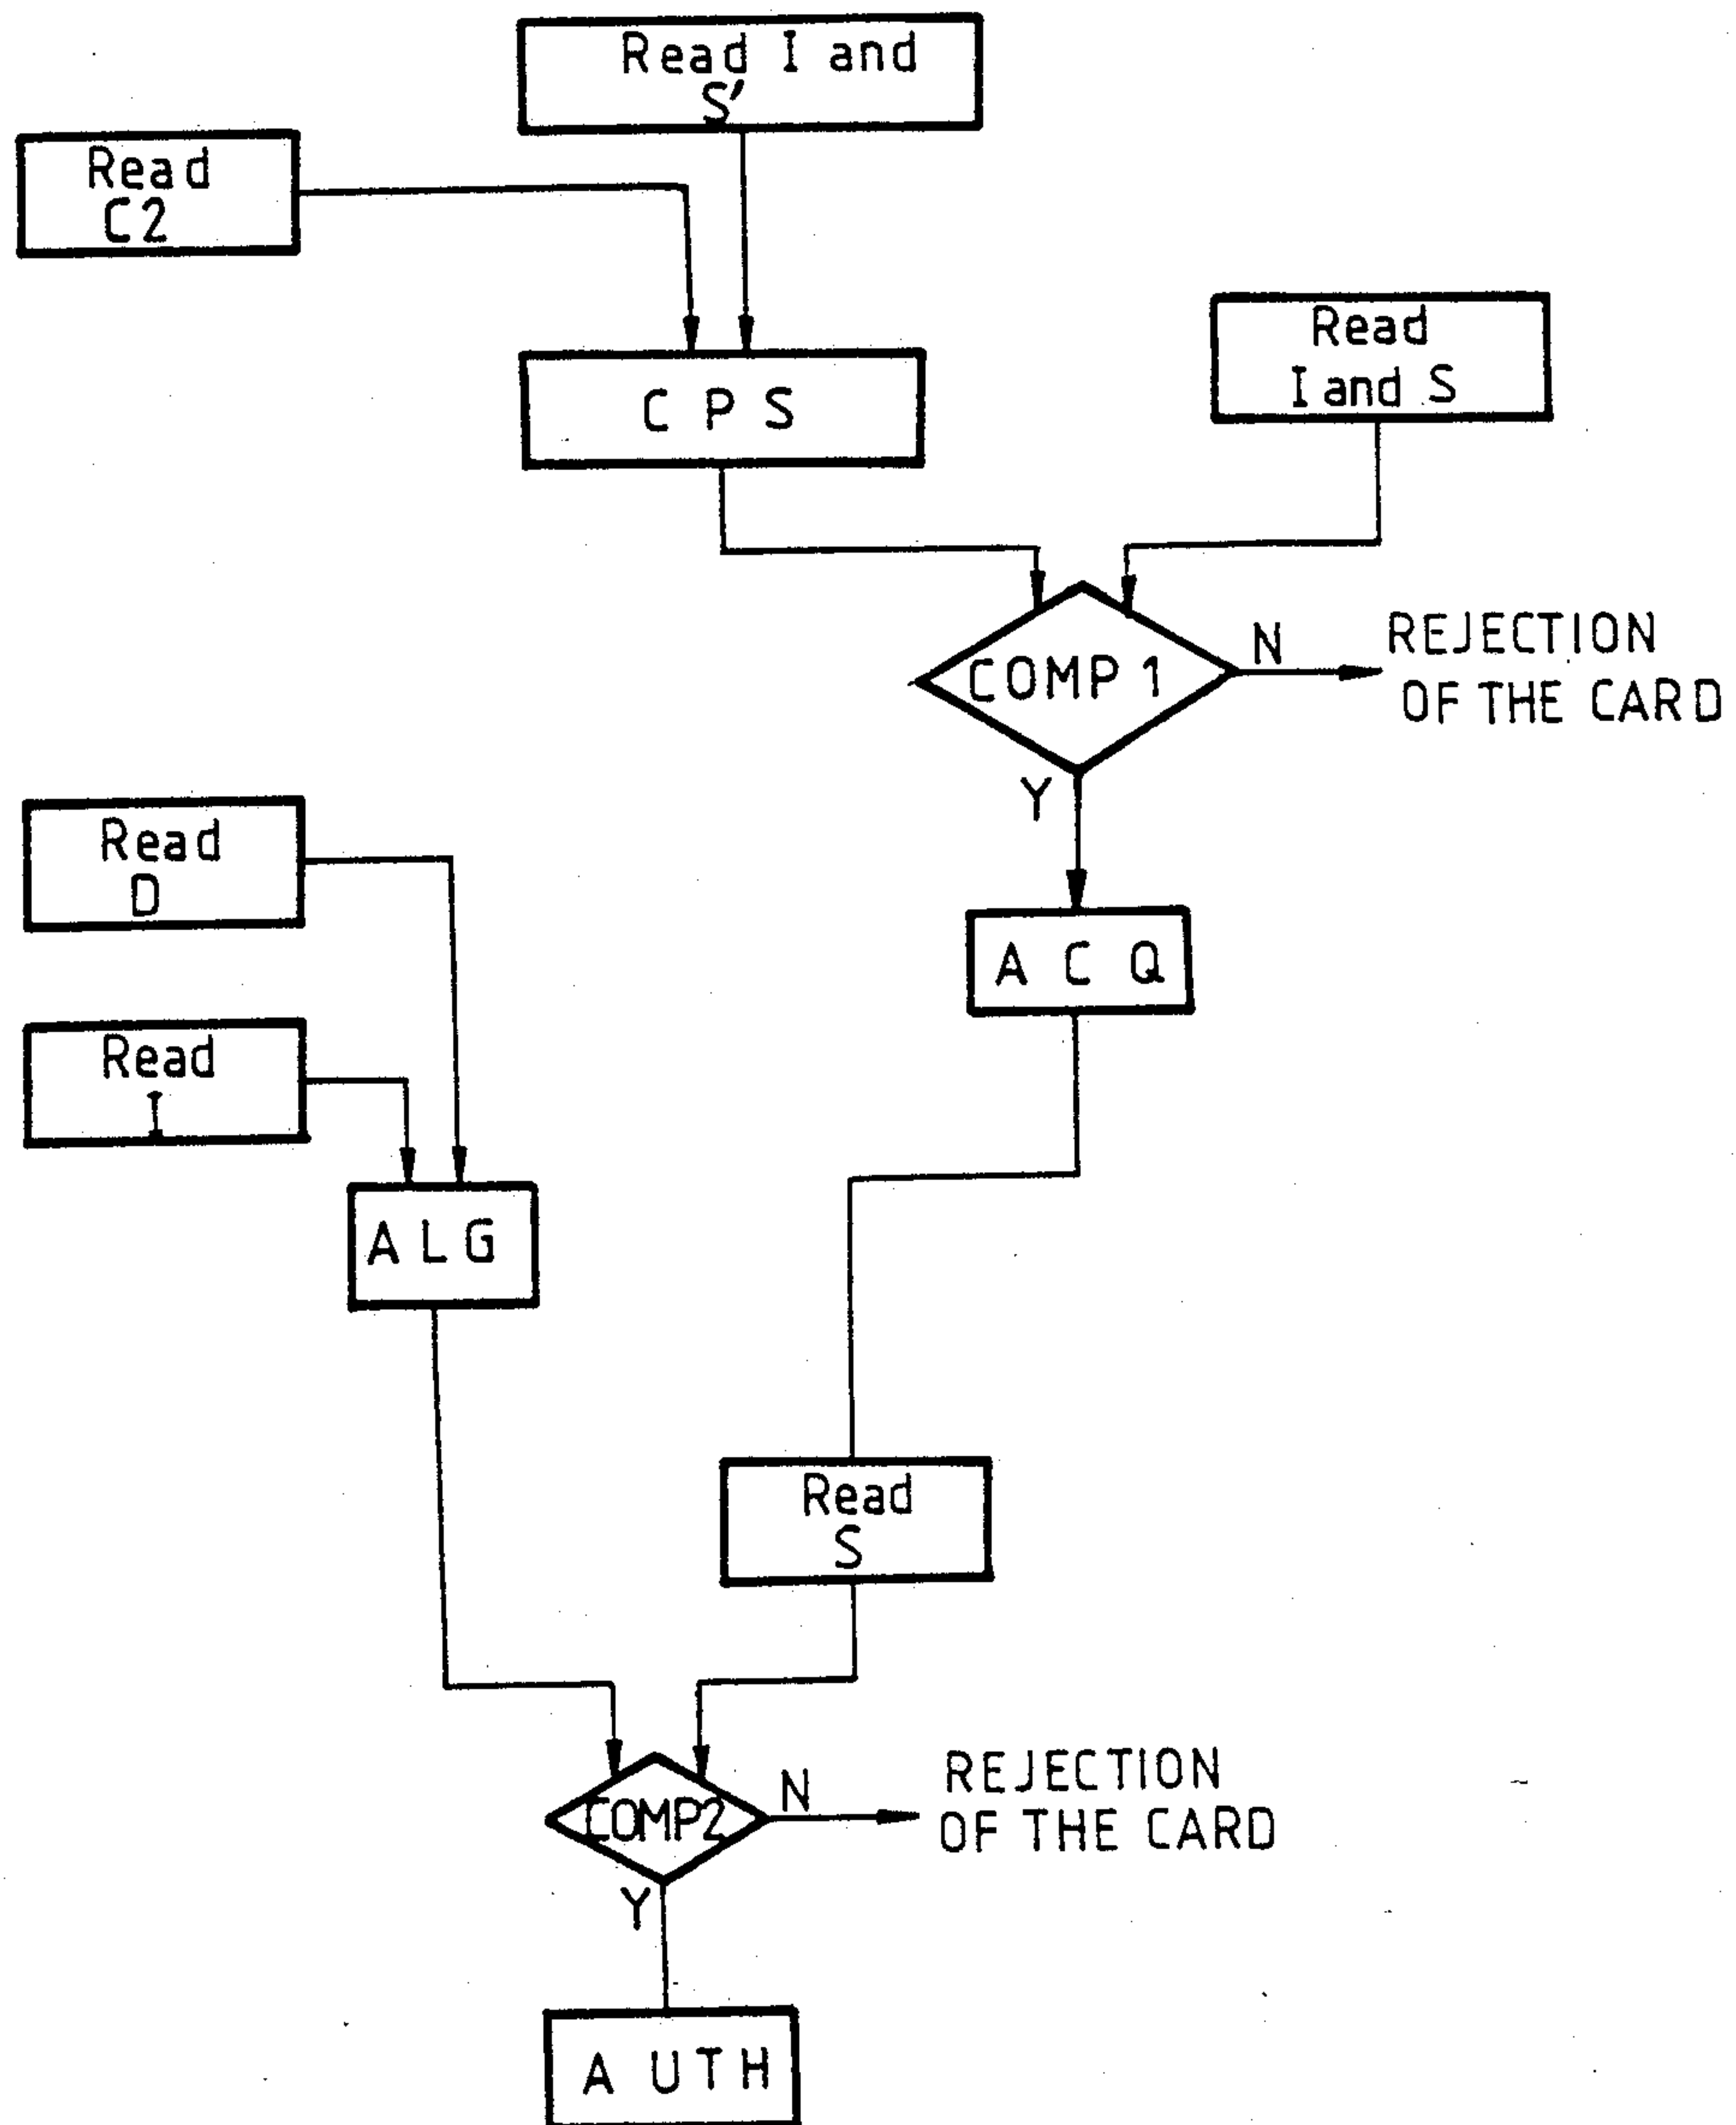 Read I and
S'
Read
C2
Read
I and S
C P S
COMP 1
N
REJECTION
OF THE CARD
Y
Read
D
A C Q
Read
I
A L G
Read
S
COMP2
N
REJECTION
OF THE CARD
Y
A UTH